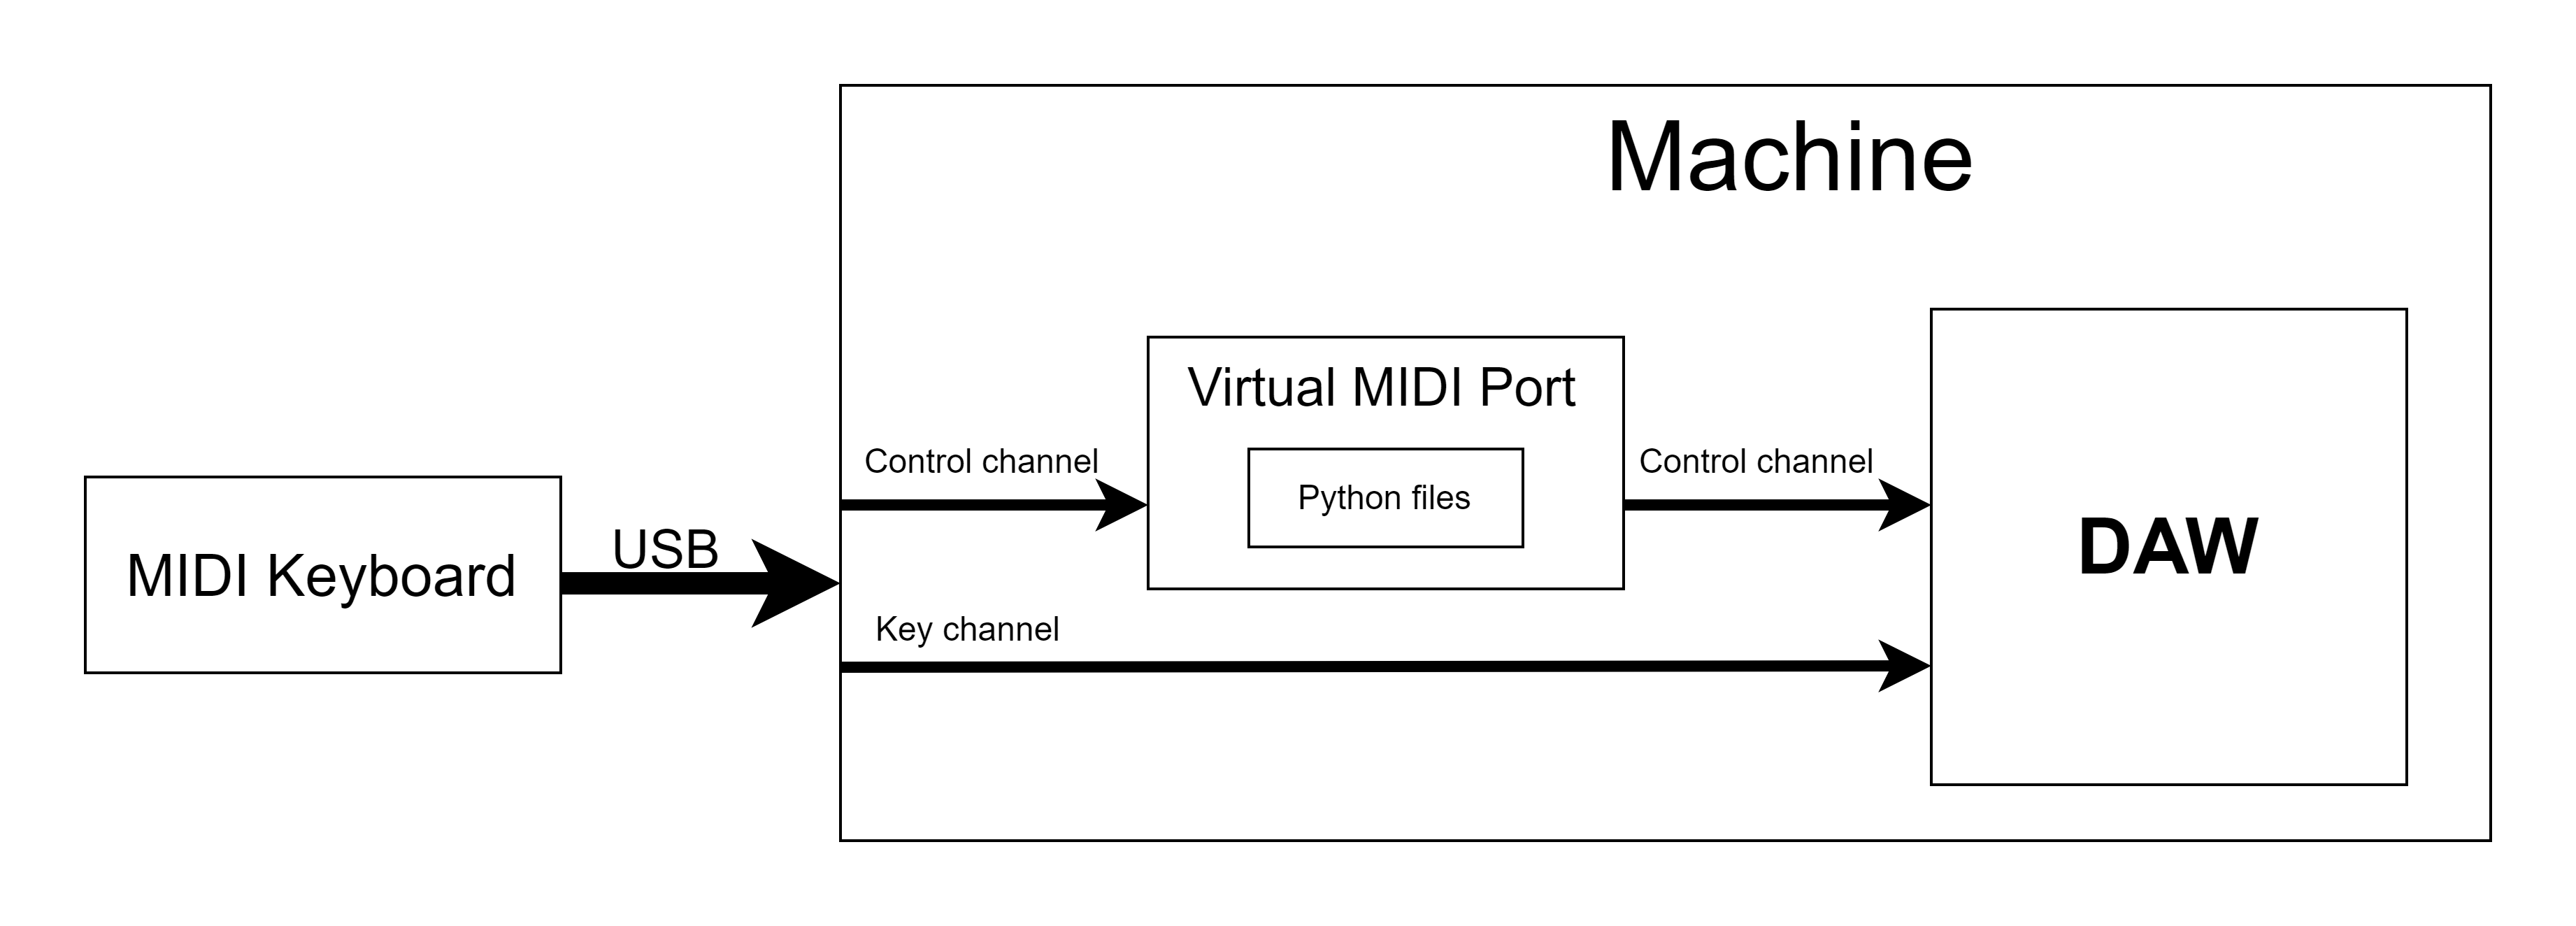 Machine
Virtual MIDI Port
Control channel
Control channel
Python files
DAW
USB
MIDI Keyboard
Key channel